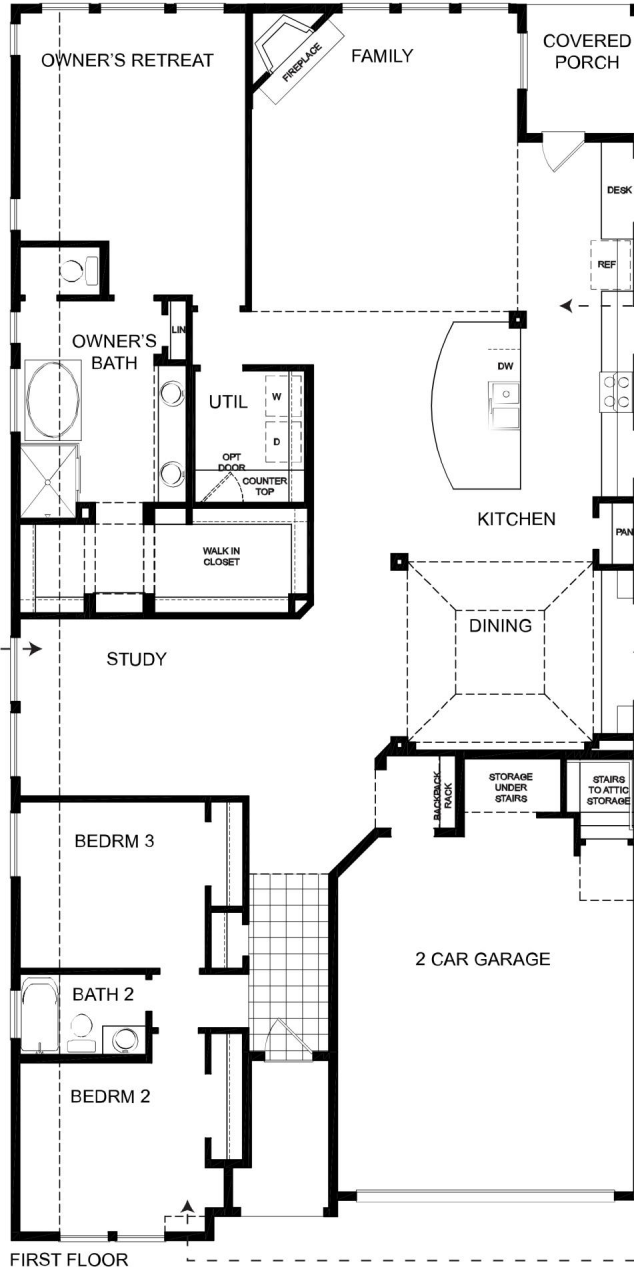 OWNER'S RETREAT
FIREPLACE
FAMILY
COVERED
PORCH
DESK
REF
LIN
OWNER'S
BATH
DW
UTIL
W
D
OPT
DOOR
COUNTER
TOP
KITCHEN
PAN
WALK IN
CLOSET
DINING
STUDY
BACKPACK
RACK
STORAGE
UNDER
STAIRS
STAIRS
TO ATTIC
STORAGE
BEDRM 3
2 CAR GARAGE
BATH 2
BEDRM 2
FIRST FLOOR